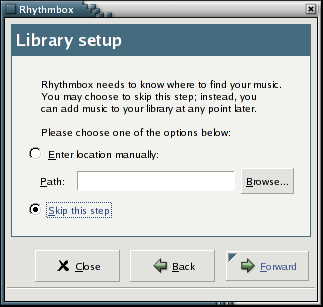 Rhythmbox
Library setup
Rhythmbox needs to know where to find your music.
You may choose to skip this step; instead, you
can add music to your library at any point later.
Please choose one of the options below:
Enter location manually:
Path:
Browse...
Skip this step
Close
Back
Forward